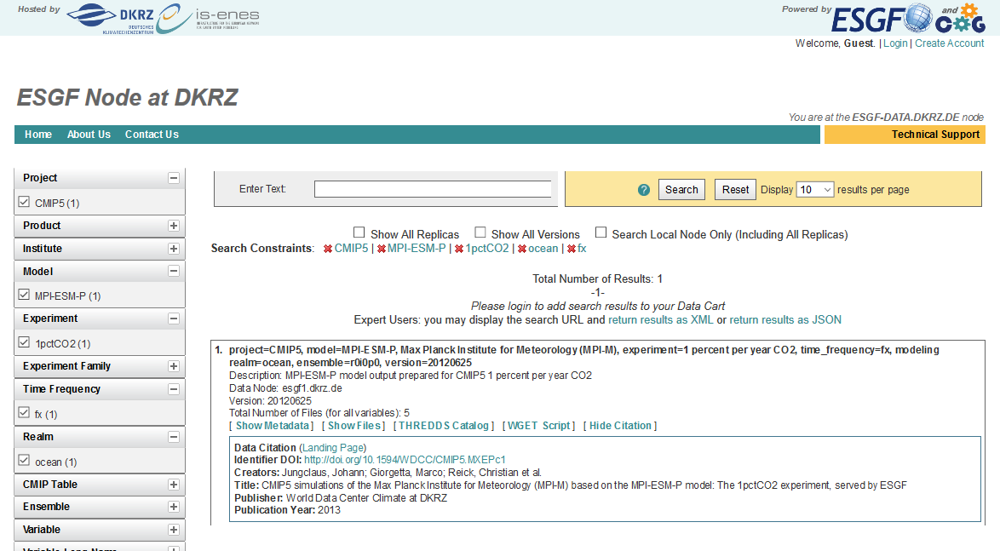 Hosted by
DKRZ
DEUTSCHES
KLIMARECHENZENTRUM
is-enes
Powered by
ESGF
and
COG
Welcome, Guest. | Login | Create Account
ESGF Node at DKRZ
You are at the ESGF-DATA.DKRZ.DE node
Home About Us Contact Us
Technical Support
Project
CMIP5 (1)
Product
Institute
Model
MPI-ESM-P (1)
Experiment
1pctCO2 (1)
Experiment Family
Time Frequency
fx (1)
Realm
ocean (1)
CMIP Table
Ensemble
Variable
Variable Long Name
Enter Text:
? Search Reset Display 10 results per page
Show All Replicas Show All Versions Search Local Node Only (Including All Replicas)
Search Constraints: CMIP5 | MPI-ESM-P | 1pctCO2 | ocean | fx
Total Number of Results: 1
-1-
Please login to add search results to your Data Cart
Expert Users: you may display the search URL and return results as XML or return results as JSON
1. project=CMIP5, model=MPI-ESM-P, Max Planck Institute for Meteorology (MPI-M), experiment=1 percent per year CO2, time_frequency=fx, modeling
realm=ocean, ensemble=r0i0p0, version=20120625
Description: MPI-ESM-P model output prepared for CMIP5 1 percent per year CO2
Data Node: esgf1.dkrz.de
Version: 20120625
Total Number of Files (for all variables): 5
[ Show Metadata ] [ Show Files ] [ THREDDS Catalog ] [ WGET Script ] [ Hide Citation ]
Data Citation (Landing Page)
Identifier DOI: http://doi.org/10.1594/WDCC/CMIP5.MXEPc1
Creators: Jungclaus, Johann; Giorgetta, Marco; Reick, Christian et al.
Title: CMIP5 simulations of the Max Planck Institute for Meteorology (MPI-M) based on the MPI-ESM-P model: The 1pctCO2 experiment, served by ESGF
Publisher: World Data Center Climate at DKRZ
Publication Year: 2013